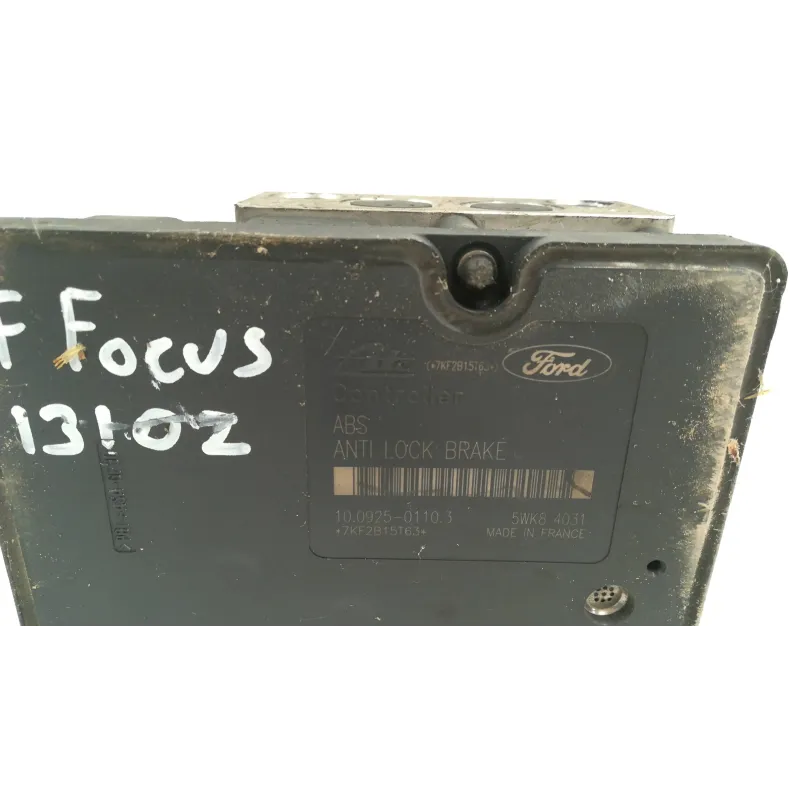 F FOCUS
13102
ATE (*7KF2B15T63*) Ford
Controller
ABS
ANTI LOCK BRAKE
10.0925-0110.3 5WK8 4031
*7KF2B15T63* MADE IN FRANCE